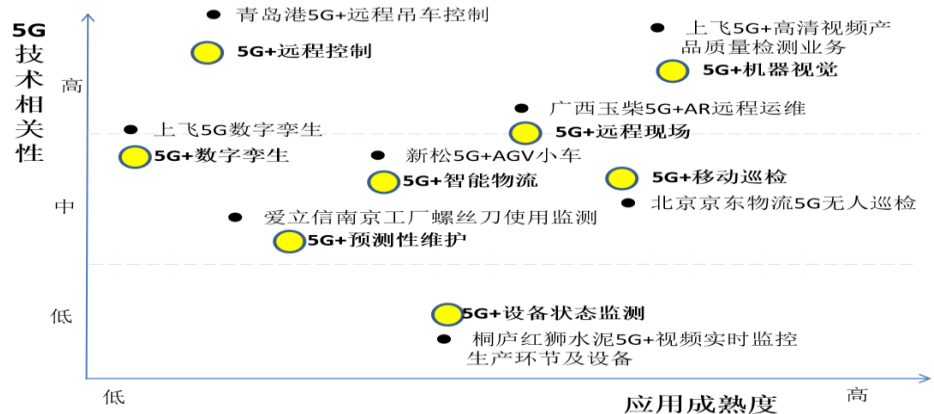 5G
技
术
相
关
性
青岛港5G+远程吊车控制
5G+远程控制
上飞5G+高清视频产
品质量检测业务
5G+机器视觉
高
广西玉柴5G+AR远程运维
5G+远程现场
上飞5G数字孪生
5G+数字孪生
新松5G+AGV小车
5G+智能物流
5G+移动巡检
北京京东物流5G无人巡检
中
爱立信南京工厂螺丝刀使用监测
5G+预测性维护
低
5G+设备状态监测
桐庐红狮水泥5G+视频实时监控
生产环节及设备
低
应用成熟度
高